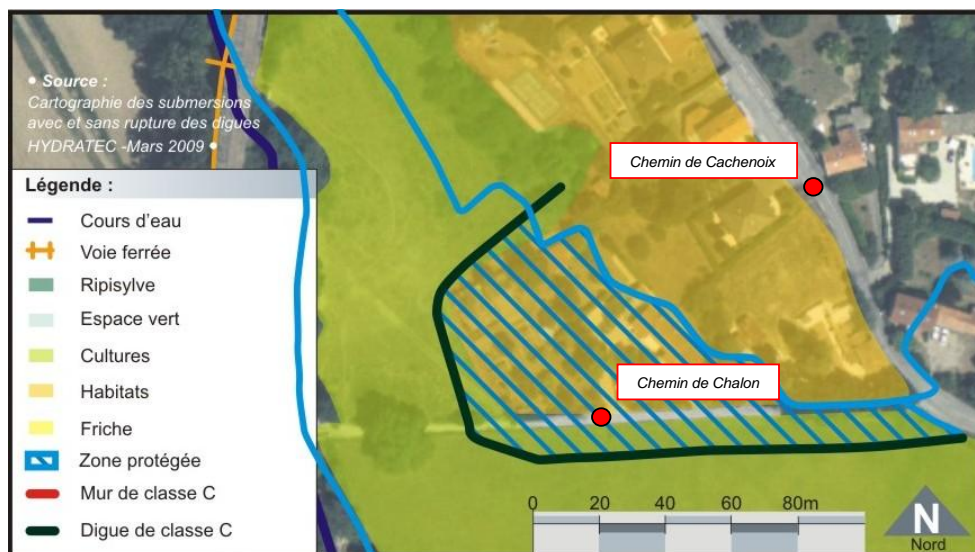 • Source :
Cartographie des submersions
avec et sans rupture des digues
HYDRATEC -Mars 2009 •
Légende :
Cours d'eau
Voie ferrée
Ripisylve
Espace vert
Cultures
Habitats
Friche
Zone protégée
Mur de classe C
Digue de classe C
Chemin de Cachenoix
Chemin de Chalon
0 20 40 60 80m
N
Nord